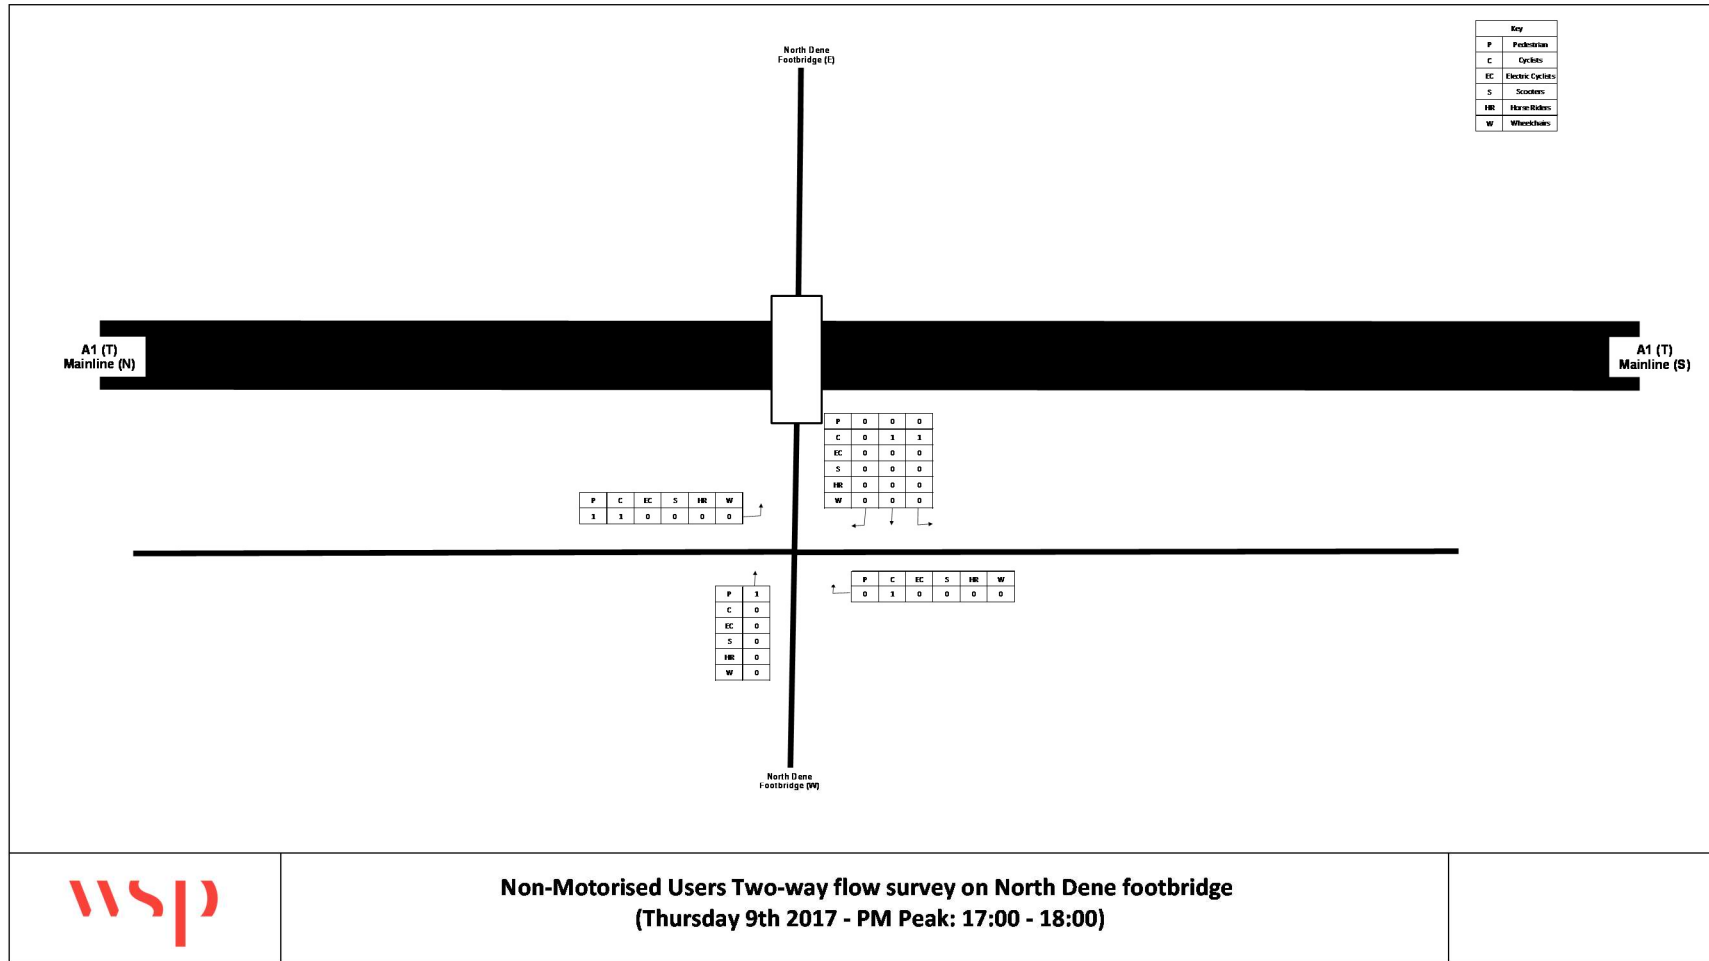 Key
P Pedestrian
C Cyclists
EC Electric Cyclists
S Scooters
HR Horse Riders
W Wheelchairs
North Dene
Footbridge (E)
A1 (T)
Mainline (N)
A1 (T)
Mainline (S)
P 0 0 0
C 0 1 1
EC 0 0 0
S 0 0 0
HR 0 0 0
W 0 0 0
P C EC S HR W
1 1 0 0 0 0
P C EC S HR W
0 1 0 0 0 0
P 1
C 0
EC 0
S 0
HR 0
W 0
North Dene
Footbridge (W)
wsp
Non-Motorised Users Two-way flow survey on North Dene footbridge
(Thursday 9th 2017 - PM Peak: 17:00 - 18:00)